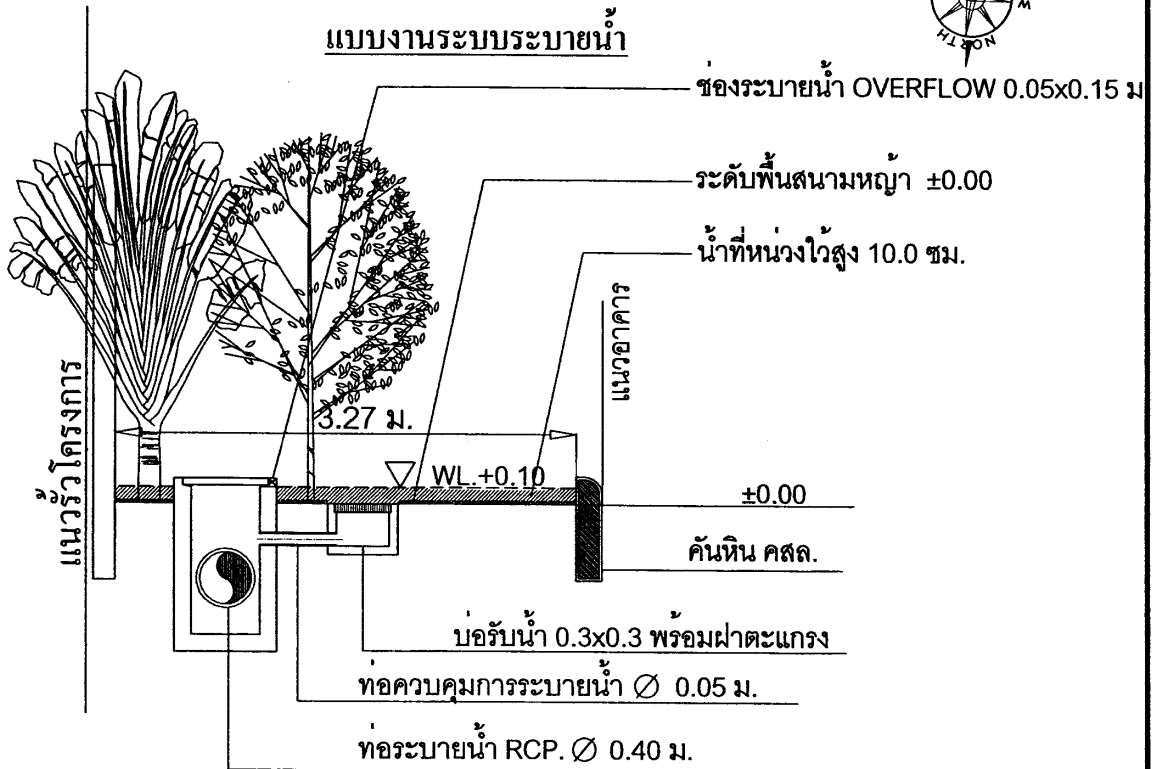 แบบงานระบบระบายน้ำ
W
NORTH
ช่องระบายน้ำ OVERFLOW 0.05x0.15 ม
ระดับพื้นสนามหญ้า ±0.00
น้ำที่หน่วงใว้สูง 10.0 ซม.
แนวอาคาร
แนวรั้วโครงการ
3.27 ม.
WL.+0.10
±0.00
คันหิน คสล.
บ่อรับน้ำ 0.3x0.3 พร้อมฝาตะแกรง
ท่อควบคุมการระบายน้ำ ∅ 0.05 ม.
ท่อระบายน้ำ RCP. ∅ 0.40 ม.